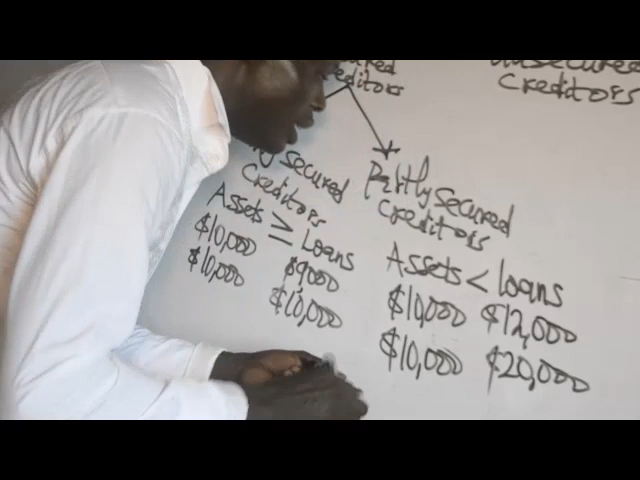 creditors
unsecured
creditors
secured
creditors
Assets ≥ Loans
$10,000 $9000
$10,000 $10,000
Partly secured
creditors
Assets < loans
$10,000 $12,000
$10,000 $20,000